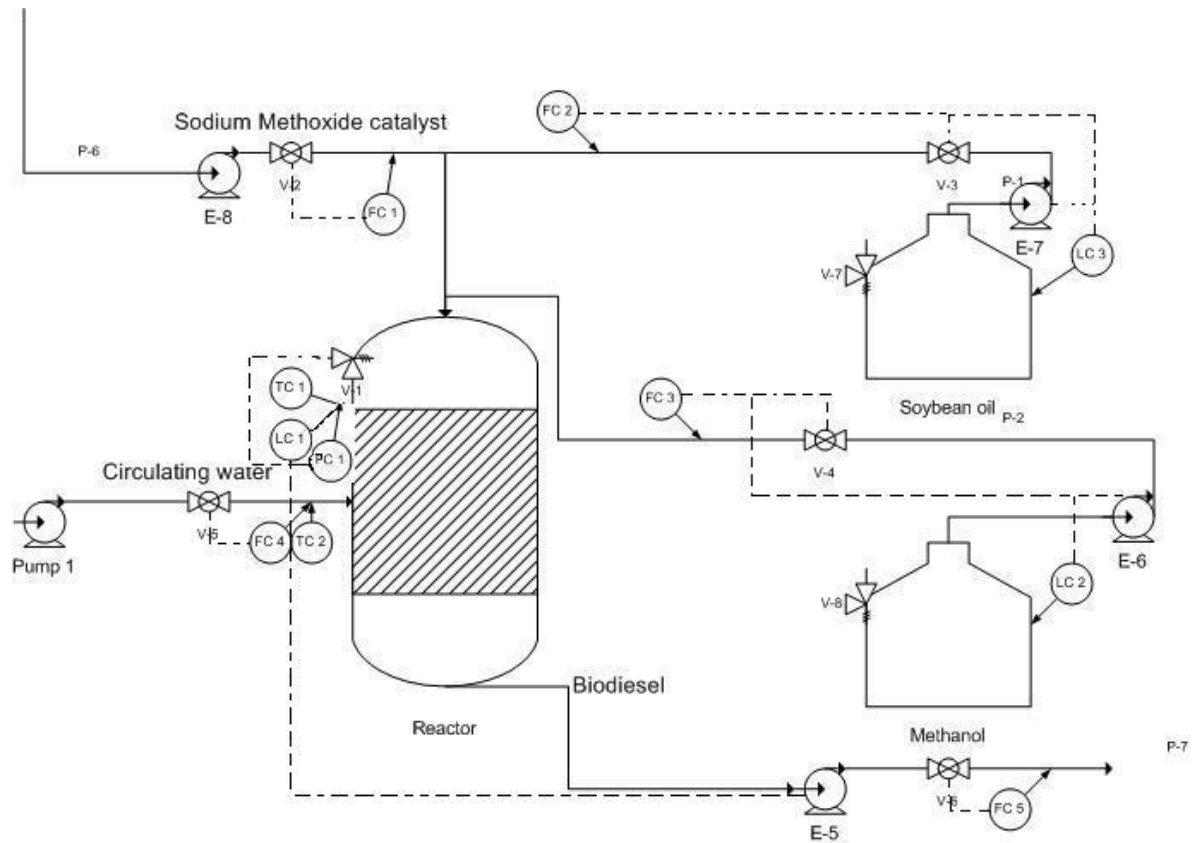 FC 2
Sodium Methoxide catalyst
P-6
V-2
V-3
P-1
FC 1
E-8
E-7
LC 3
V-7
TC 1
V-1
FC 3
Soybean oil
P-2
LC 1
PC 1
V-4
Circulating water
V-5
FC 4
TC 2
Pump 1
E-6
LC 2
V-8
Biodiesel
Reactor
Methanol
P-7
V-6
FC 5
E-5